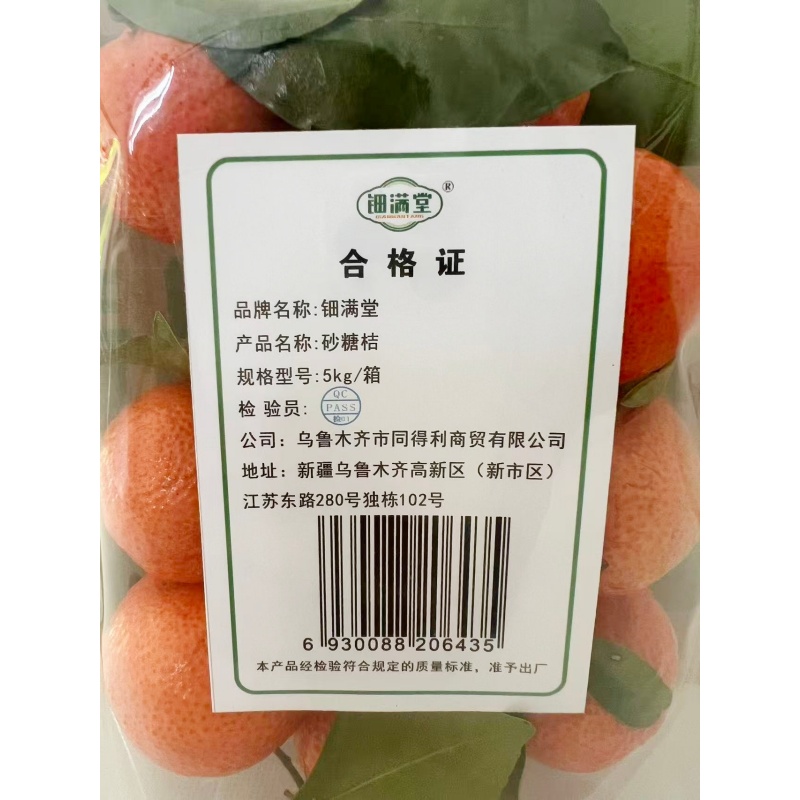 钿满堂®
合格证
品牌名称:钿满堂
产品名称:砂糖桔
规格型号:5kg/箱
检验员:
QC
PASS
公司：乌鲁木齐市同得利商贸有限公司
地址：新疆乌鲁木齐高新区（新市区）
江苏东路280号独栋102号
6 930088 206435
本产品经检验符合规定的质量标准，准予出厂